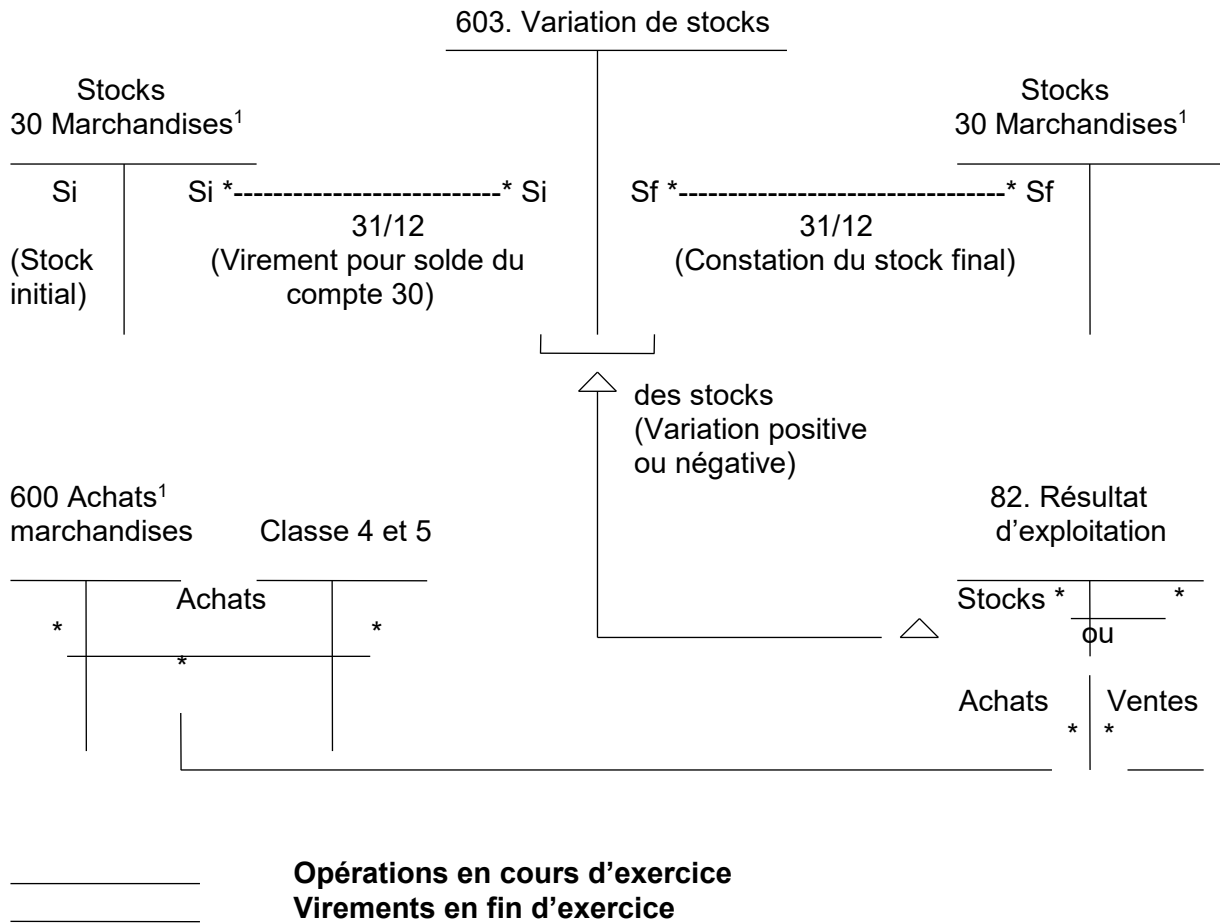 603. Variation de stocks
Stocks
30 Marchandises¹
Stocks
30 Marchandises¹
Si
Si *---------------------------* Si
Sf *---------------------------------* Sf
31/12
31/12
(Stock
initial)
(Virement pour solde du
compte 30)
(Constation du stock final)
des stocks
(Variation positive
ou négative)
600 Achats¹
marchandises
Classe 4 et 5
82. Résultat
d’exploitation
Achats
*
*
*
Stocks *
*
ou
Achats
Ventes
*
*
Opérations en cours d’exercice
Virements en fin d’exercice